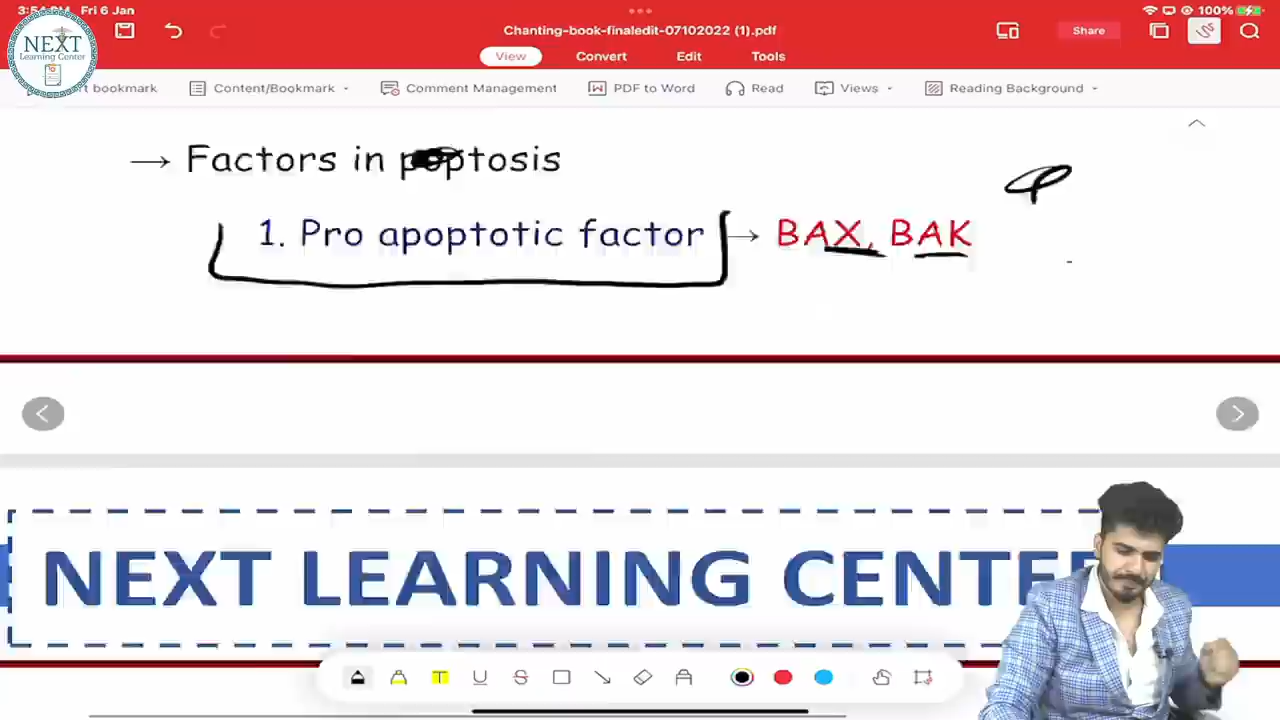 3:54 PM Fri 6 Jan
100%
NEXT
Learning Center
Chanting-book-finaledit-07102022 (1).pdf
Share
View Convert Edit Tools
bookmark Content/Bookmark Comment Management PDF to Word Read Views Reading Background
→ Factors in
1. Pro apoptotic factor → BAX, BAK
NEXT LEARNING CENTE
T U S